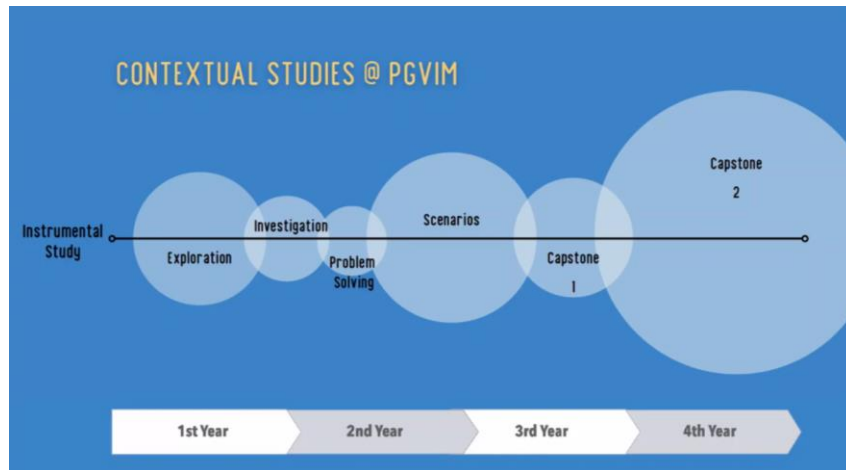 CONTEXTUAL STUDIES @ PGVIM
Instrumental
Study
Exploration
Investigation
Problem
Solving
Scenarios
Capstone
1
Capstone
2
1st Year
2nd Year
3rd Year
4th Year